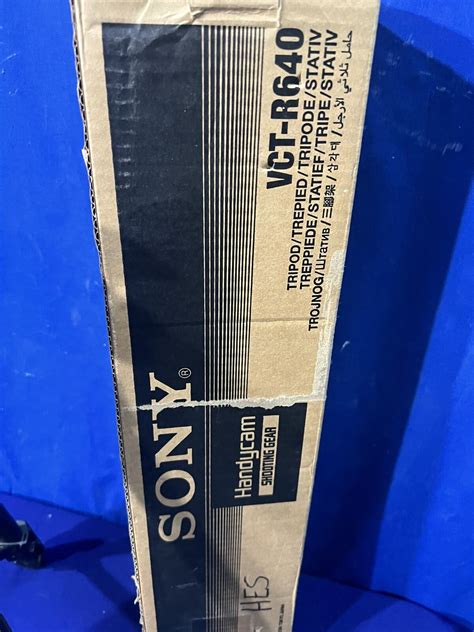 SONY®
Handycam
SHOOTING GEAR
VCT-R640
TRIPOD/TREPIED/TRIPODE/STATIV
TREPPIEDE/STATIEF/TRIPE/STATIV
TROJNOG/Штатив/三腳架/삼각대/حامل ثلاثي الأرجل
HES